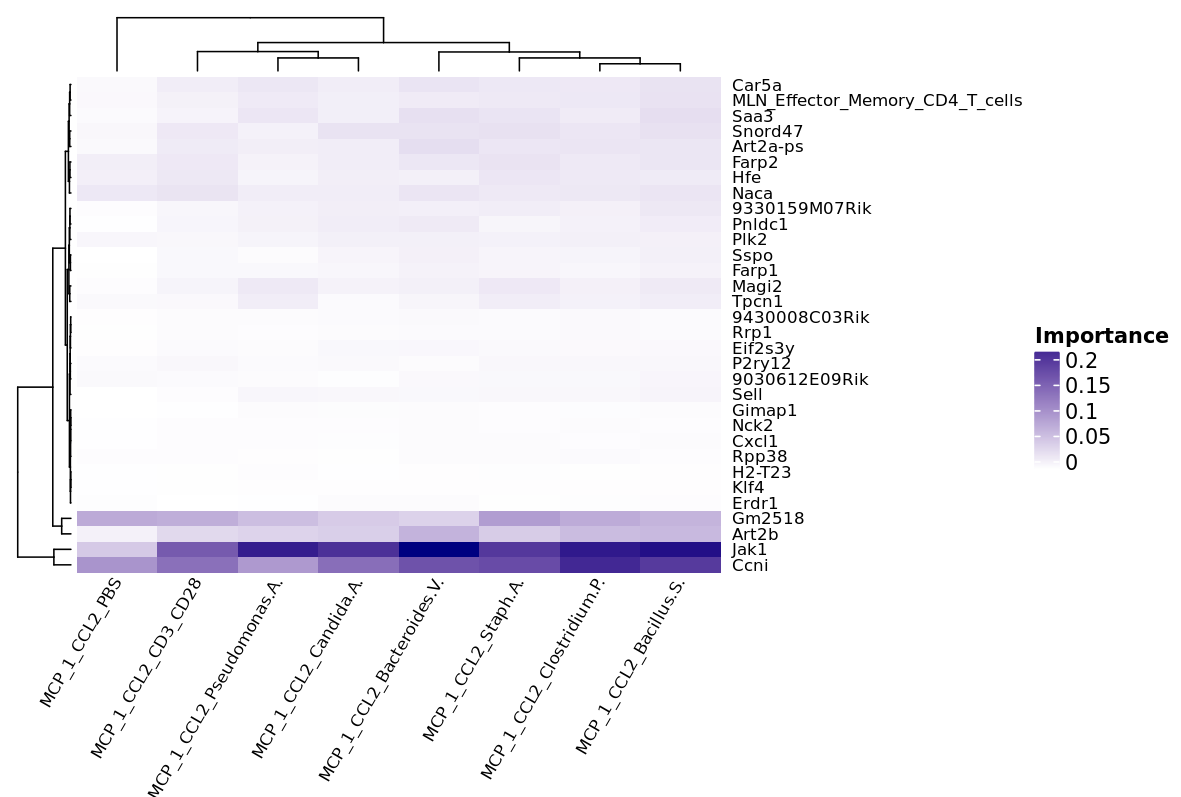 Car5a
MLN_Effector_Memory_CD4_T_cells
Saa3
Snord47
Art2a-ps
Farp2
Hfe
Naca
9330159M07Rik
Pnldc1
Plk2
Sspo
Farp1
Magi2
Tpcn1
9430008C03Rik
Rrp1
Eif2s3y
P2ry12
9030612E09Rik
Sell
Gimap1
Nck2
Cxcl1
Rpp38
H2-T23
Klf4
Erdr1
Gm2518
Art2b
Jak1
Ccni
MCP_1_CCL2_PBS
MCP_1_CCL2_CD3_CD28
MCP_1_CCL2_Pseudomonas.A.
MCP_1_CCL2_Candida.A.
MCP_1_CCL2_Bacteroides.V.
MCP_1_CCL2_Staph.A.
MCP_1_CCL2_Clostridium.P.
MCP_1_CCL2_Bacillus.S.
Importance
0.2
0.15
0.1
0.05
0